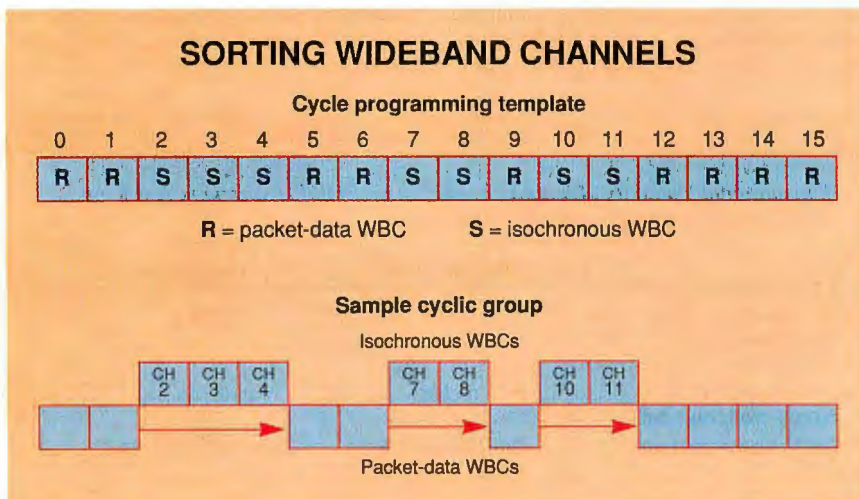 SORTING WIDEBAND CHANNELS
Cycle programming template
0 1 2 3 4 5 6 7 8 9 10 11 12 13 14 15
R R S S S R R S S R S S R R R R
R = packet-data WBC S = isochronous WBC
Sample cyclic group
Isochronous WBCs
CH CH CH CH CH CH CH
2 3 4 7 8 10 11
Packet-data WBCs